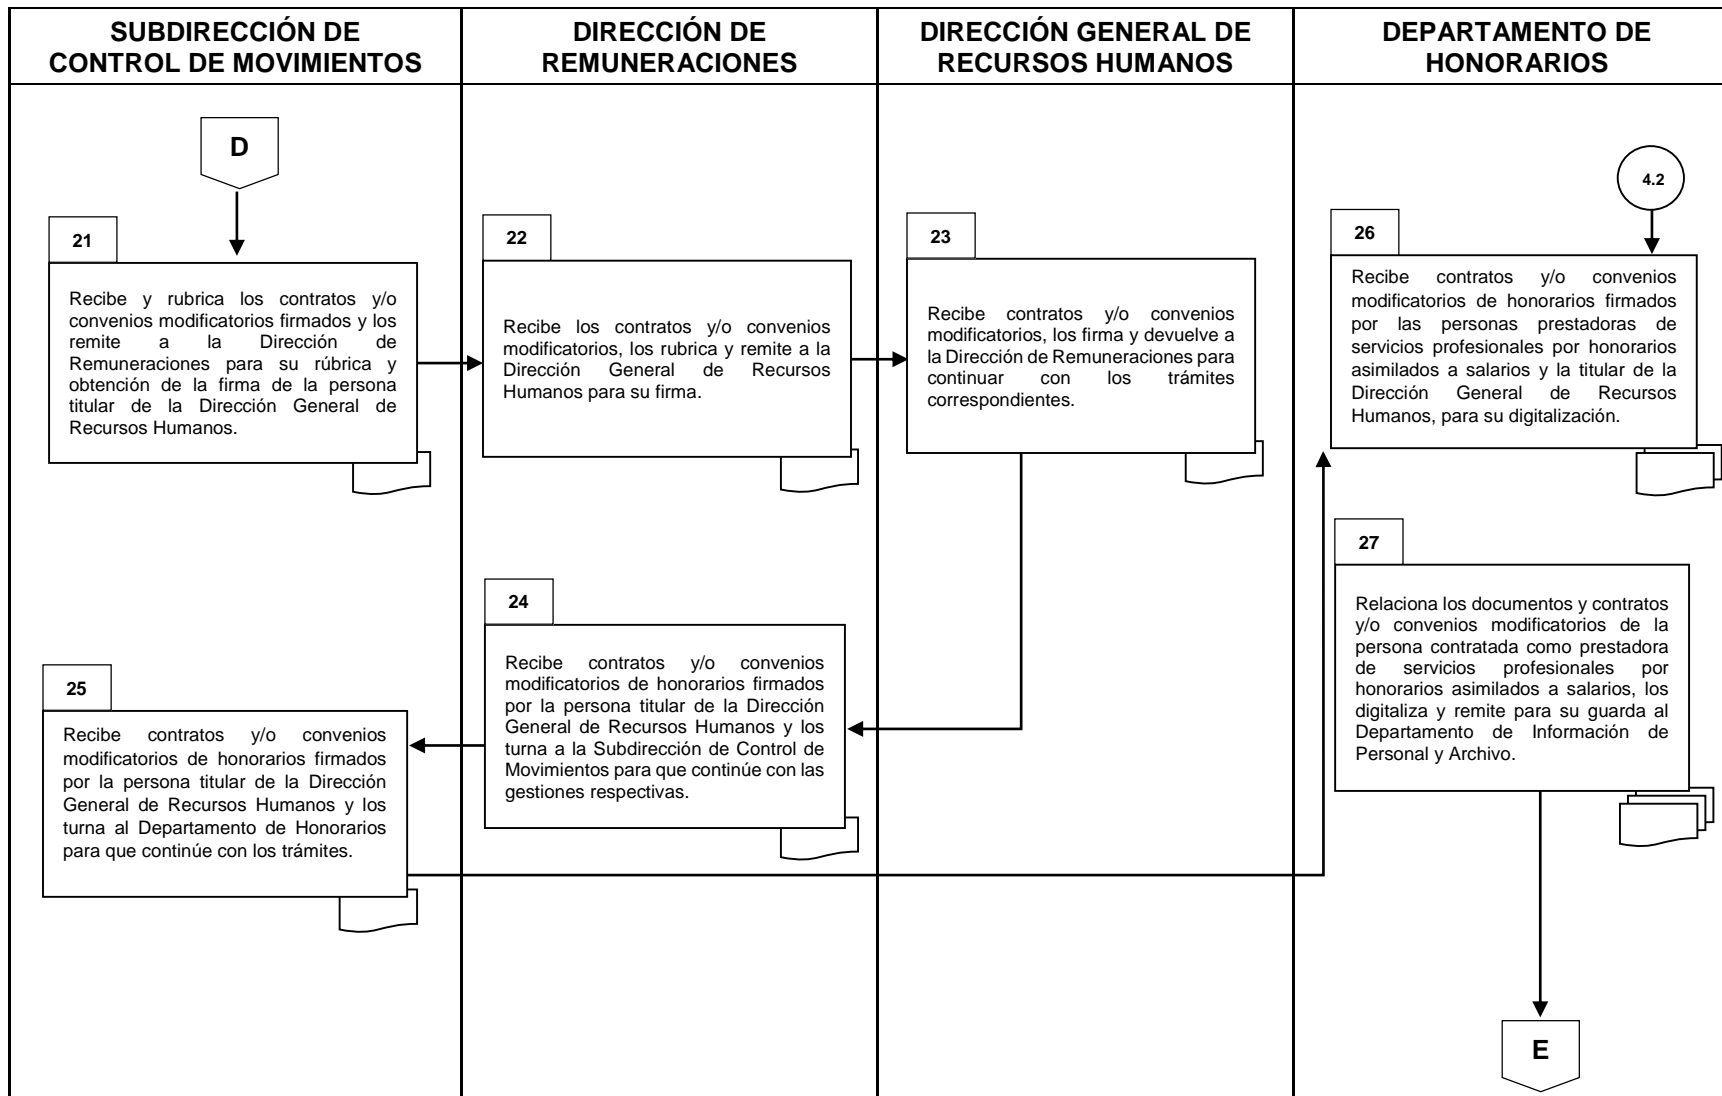 SUBDIRECCIÓN DE
CONTROL DE MOVIMIENTOS
DIRECCIÓN DE
REMUNERACIONES
DIRECCIÓN GENERAL DE
RECURSOS HUMANOS
DEPARTAMENTO DE
HONORARIOS
D
21
Recibe y rubrica los contratos y/o
convenios modificatorios firmados y los
remite a la Dirección de
Remuneraciones para su rúbrica y
obtención de la firma de la persona
titular de la Dirección General de
Recursos Humanos.
22
Recibe los contratos y/o convenios
modificatorios, los rubrica y remite a la
Dirección General de Recursos
Humanos para su firma.
23
Recibe contratos y/o convenios
modificatorios, los firma y devuelve a
la Dirección de Remuneraciones para
continuar con los trámites
correspondientes.
24
Recibe contratos y/o convenios
modificatorios de honorarios firmados
por la persona titular de la Dirección
General de Recursos Humanos y los
turna a la Subdirección de Control de
Movimientos para que continúe con las
gestiones respectivas.
25
Recibe contratos y/o convenios
modificatorios de honorarios firmados
por la persona titular de la Dirección
General de Recursos Humanos y los
turna al Departamento de Honorarios
para que continúe con los trámites.
4.2
26
Recibe contratos y/o convenios
modificatorios de honorarios firmados
por las personas prestadoras de
servicios profesionales por honorarios
asimilados a salarios y la titular de la
Dirección General de Recursos
Humanos, para su digitalización.
27
Relaciona los documentos y contratos
y/o convenios modificatorios de la
persona contratada como prestadora
de servicios profesionales por
honorarios asimilados a salarios, los
digitaliza y remite para su guarda al
Departamento de Información de
Personal y Archivo.
E